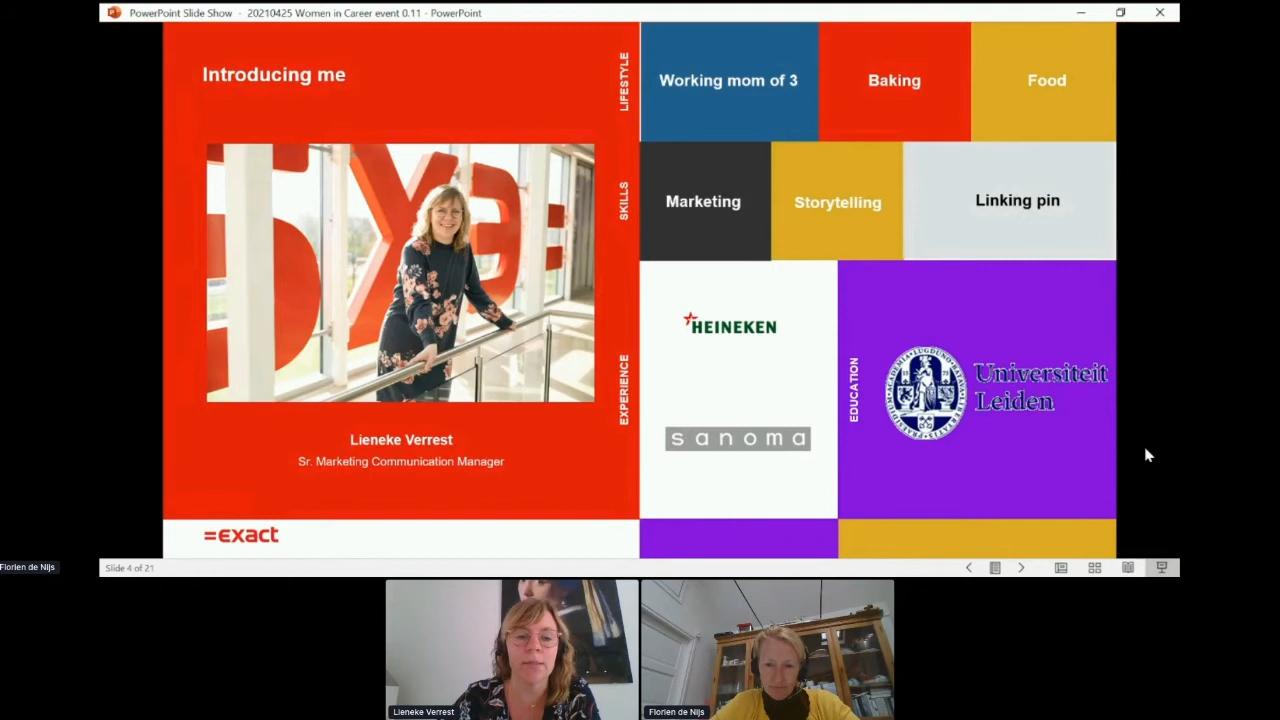 PowerPoint Slide Show - 20210425 Women in Career event 0.11 - PowerPoint
Introducing me
LIFESTYLE
Working mom of 3
Baking
Food
SKILLS
Marketing
Storytelling
Linking pin
EXPERIENCE
HEINEKEN
sanoma
EDUCATION
Universiteit
Leiden
Lieneke Verrest
Sr. Marketing Communication Manager
=exact
Florien de Nijs
Slide 4 of 21
Lieneke Verrest
Florien de Nijs